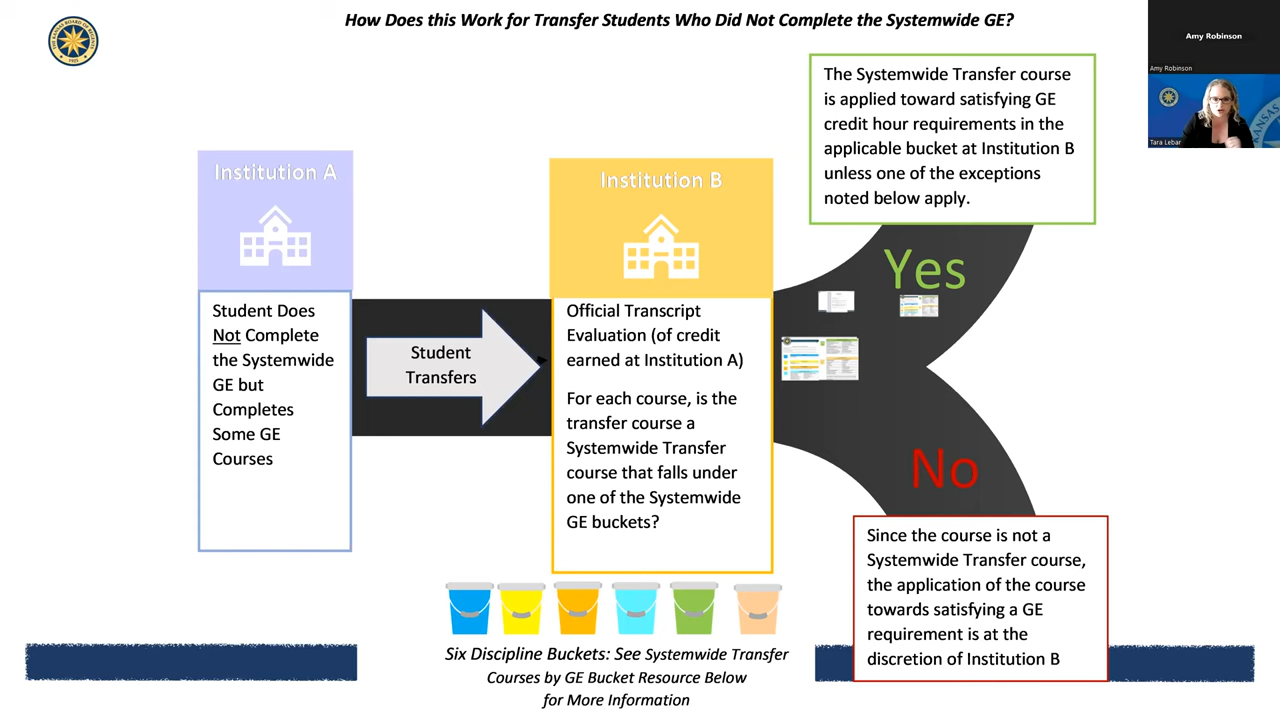 How Does this Work for Transfer Students Who Did Not Complete the Systemwide GE?
Amy Robinson
Amy Robinson
Tara Lebar
The Systemwide Transfer course
is applied toward satisfying GE
credit hour requirements in the
applicable bucket at Institution B
unless one of the exceptions
noted below apply.
Institution A
Student Does
Not Complete
the Systemwide
GE but
Completes
Some GE
Courses
Student
Transfers
Institution B
Official Transcript
Evaluation (of credit
earned at Institution A)
For each course, is the
transfer course a
Systemwide Transfer
course that falls under
one of the Systemwide
GE buckets?
Yes
No
Since the course is not a
Systemwide Transfer course,
the application of the course
towards satisfying a GE
requirement is at the
discretion of Institution B
Six Discipline Buckets: See Systemwide Transfer
Courses by GE Bucket Resource Below
for More Information